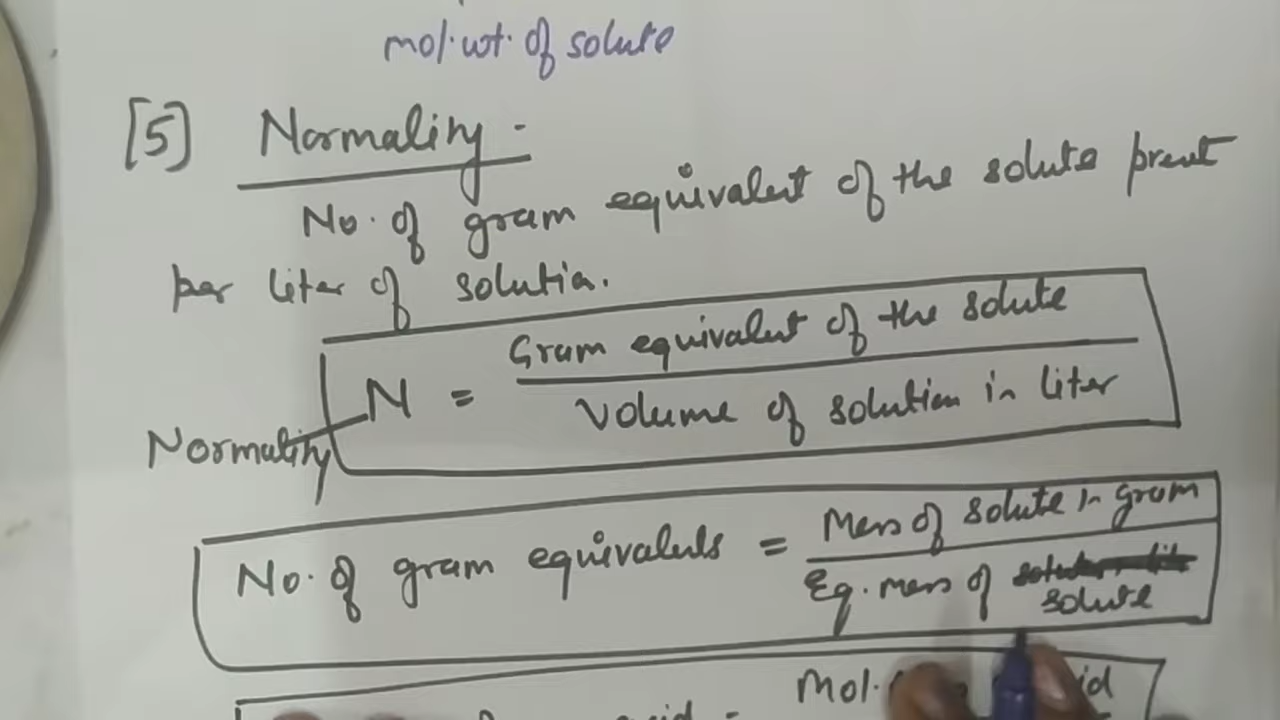 mol.wt. of solute
[5] Normality -
No. of gram equivalent of the solute
per liter of solution.
Gram equivalent of the solute
N =
Volume of solution in liter
Normality
Mass of solute in gram
No. of gram equivalents =
Eq. mass of
solute
Mol.